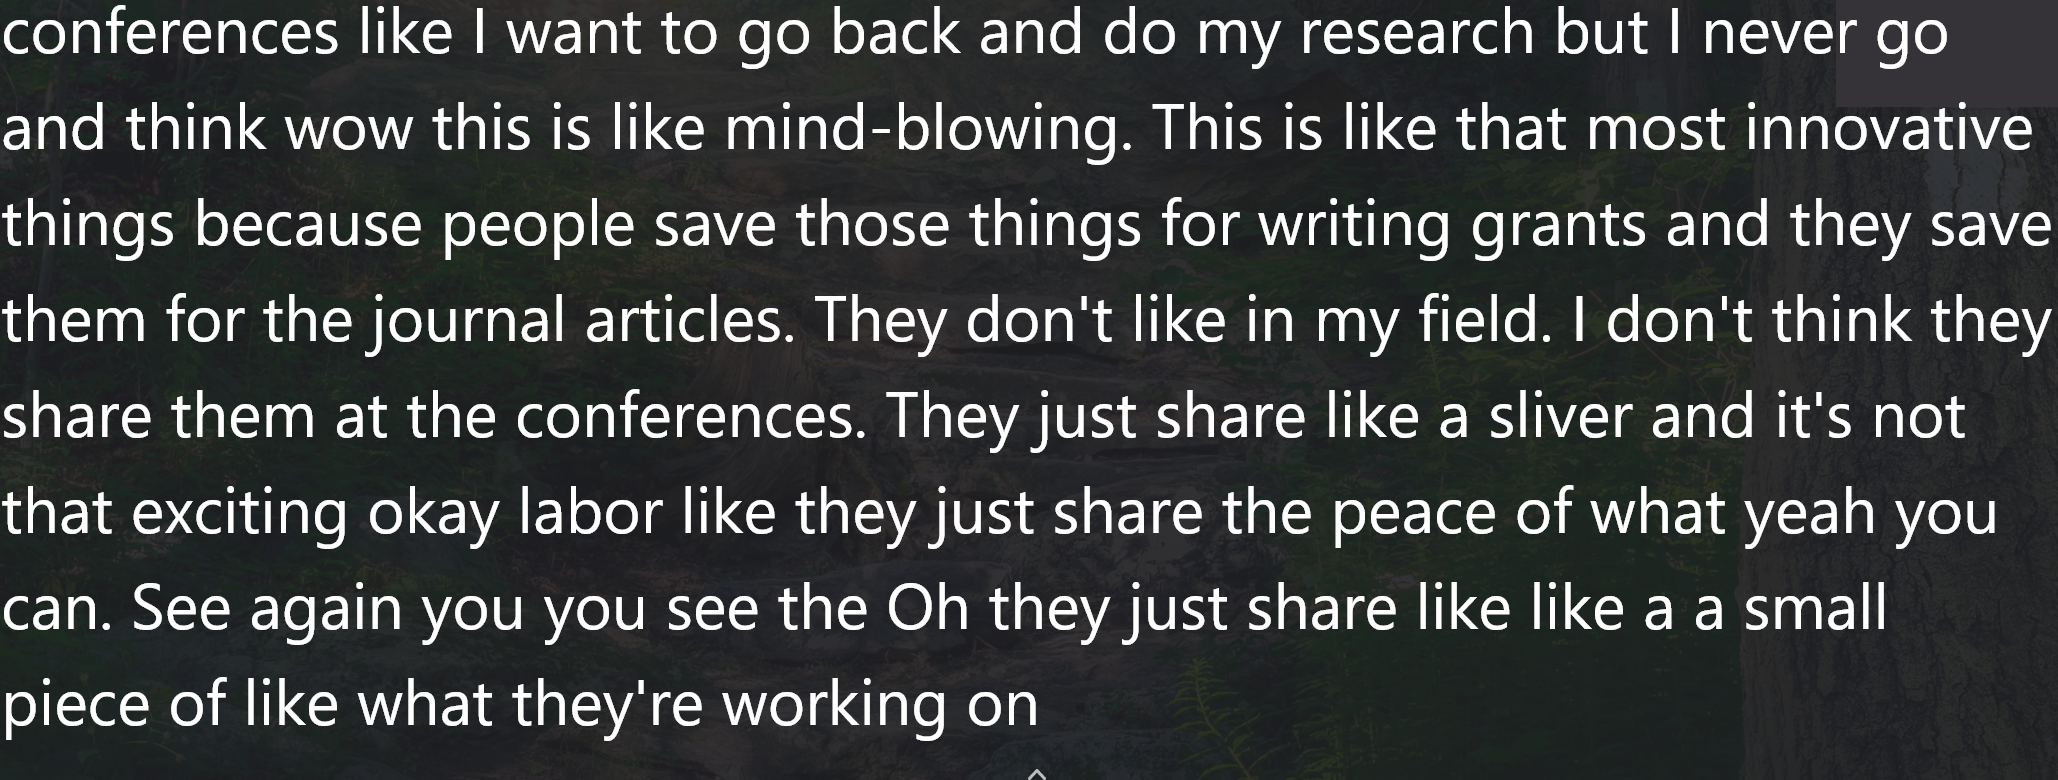 conferences like I want to go back and do my research but I never go
and think wow this is like mind-blowing. This is like that most innovative
things because people save those things for writing grants and they save
them for the journal articles. They don't like in my field. I don't think they
share them at the conferences. They just share like a sliver and it's not
that exciting okay labor like they just share the peace of what yeah you
can. See again you you see the Oh they just share like like a a small
piece of like what they're working on